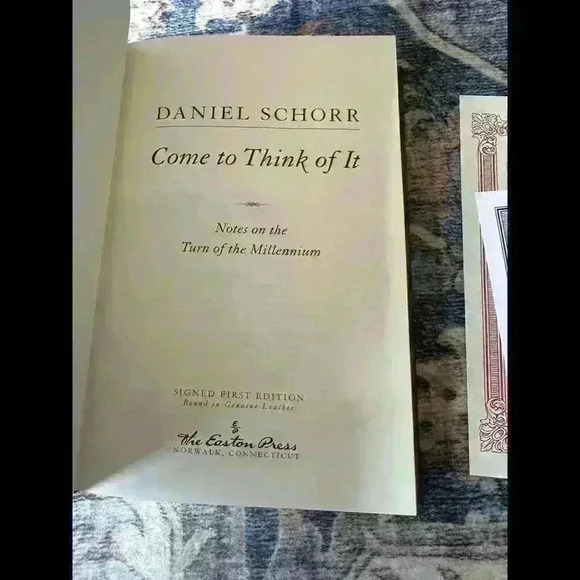 DANIEL SCHORR
Come to Think of It
Notes on the
Turn of the Millennium
SIGNED FIRST EDITION
Bound in Genuine Leather
The Easton Press
NORWALK, CONNECTICUT